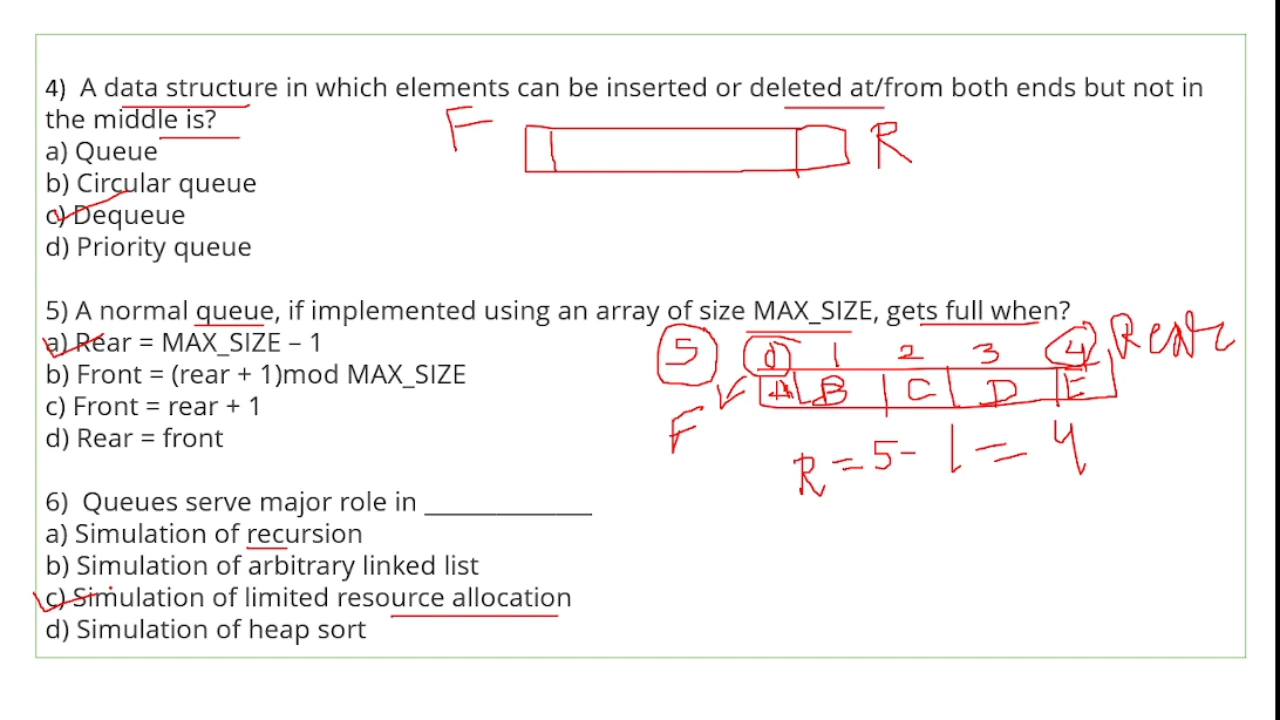 4) A data structure in which elements can be inserted or deleted at/from both ends but not in
the middle is?
F
R
a) Queue
b) Circular queue
c) Dequeue
d) Priority queue
5) A normal queue, if implemented using an array of size MAX_SIZE, gets full when?
a) Rear = MAX_SIZE – 1
b) Front = (rear + 1)mod MAX_SIZE
c) Front = rear + 1
d) Rear = front
5
0 1 2 3 4 Rear
A B C D E
F
R = 5 - 1 = 4
6) Queues serve major role in ______________
a) Simulation of recursion
b) Simulation of arbitrary linked list
c) Simulation of limited resource allocation
d) Simulation of heap sort